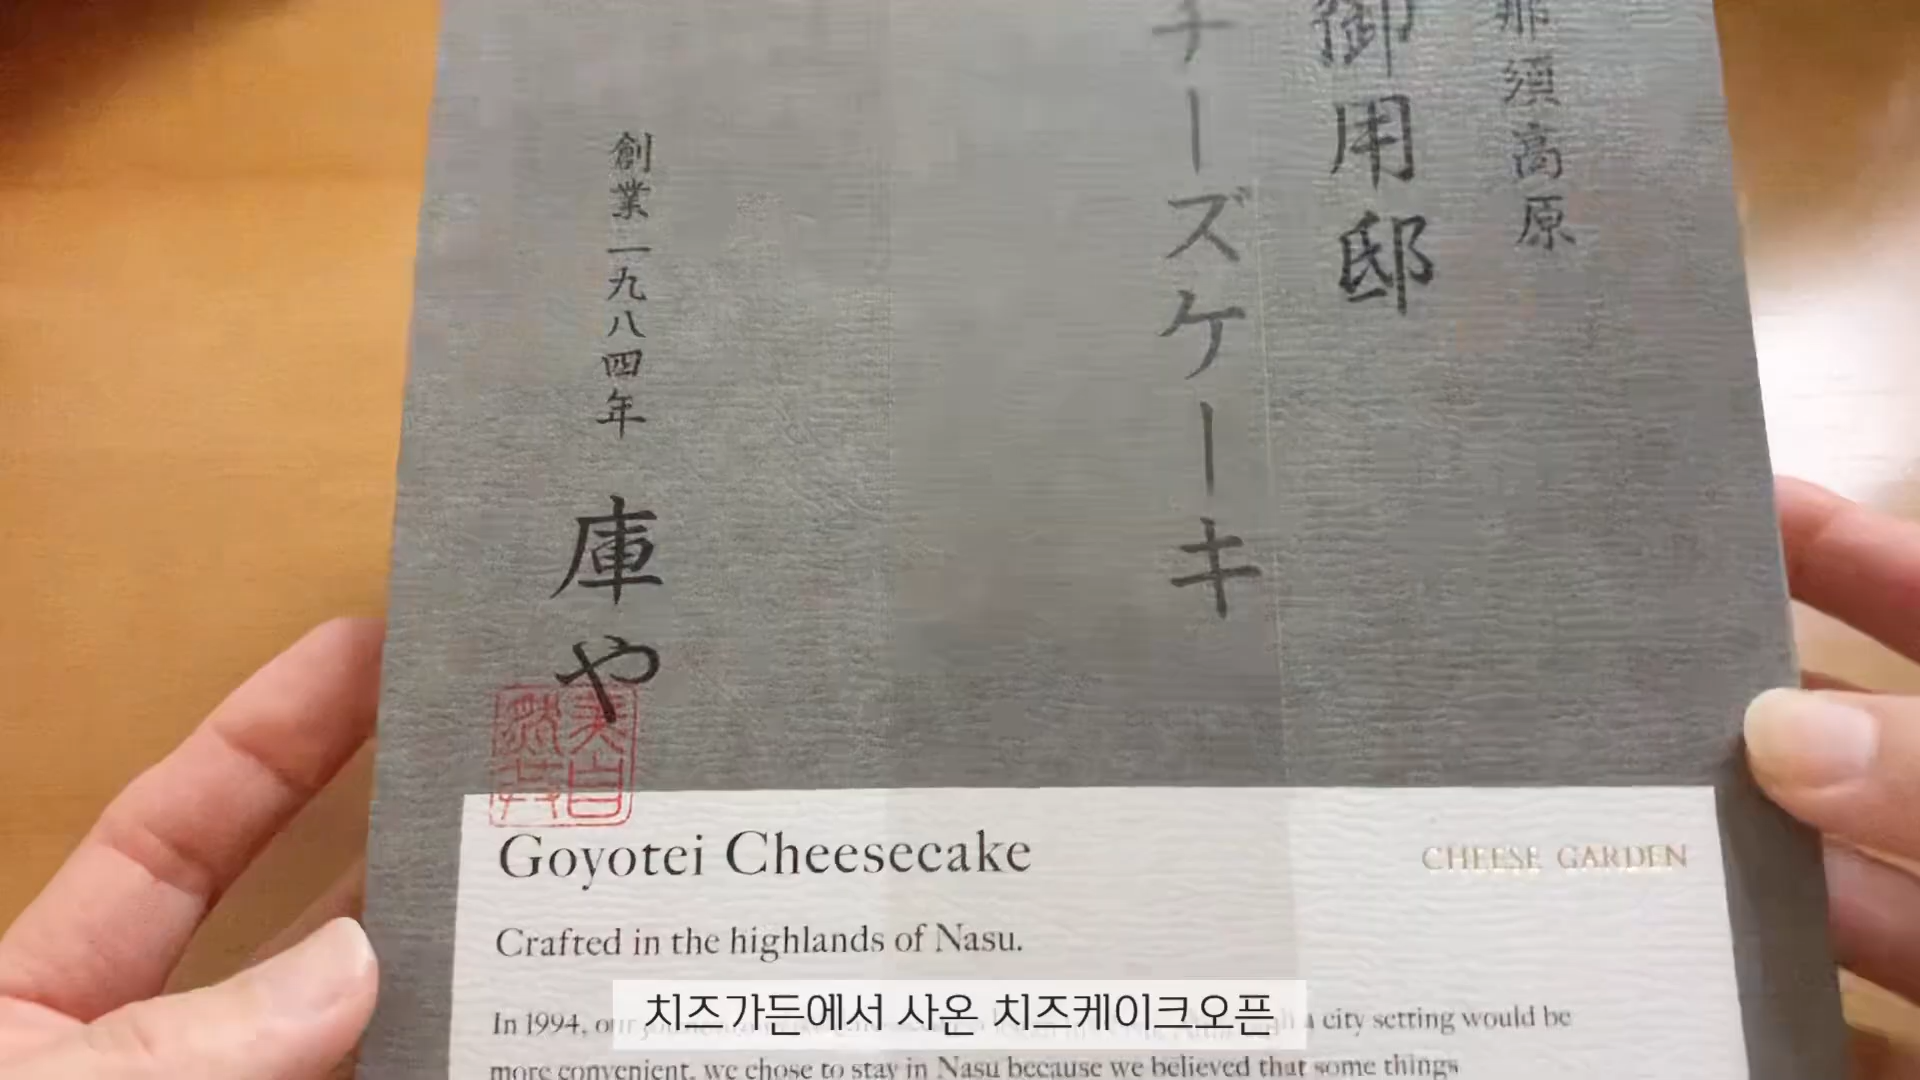 那須高原
御用邸
チーズケーキ
創業一九八四年
庫や
Goyotei Cheesecake
CHEESE GARDEN
Crafted in the highlands of Nasu.
In 1994, our a city setting would be
more convenient, we chose to stay in Nasu because we believed that some things
치즈가든에서 사온 치즈케이크오픈